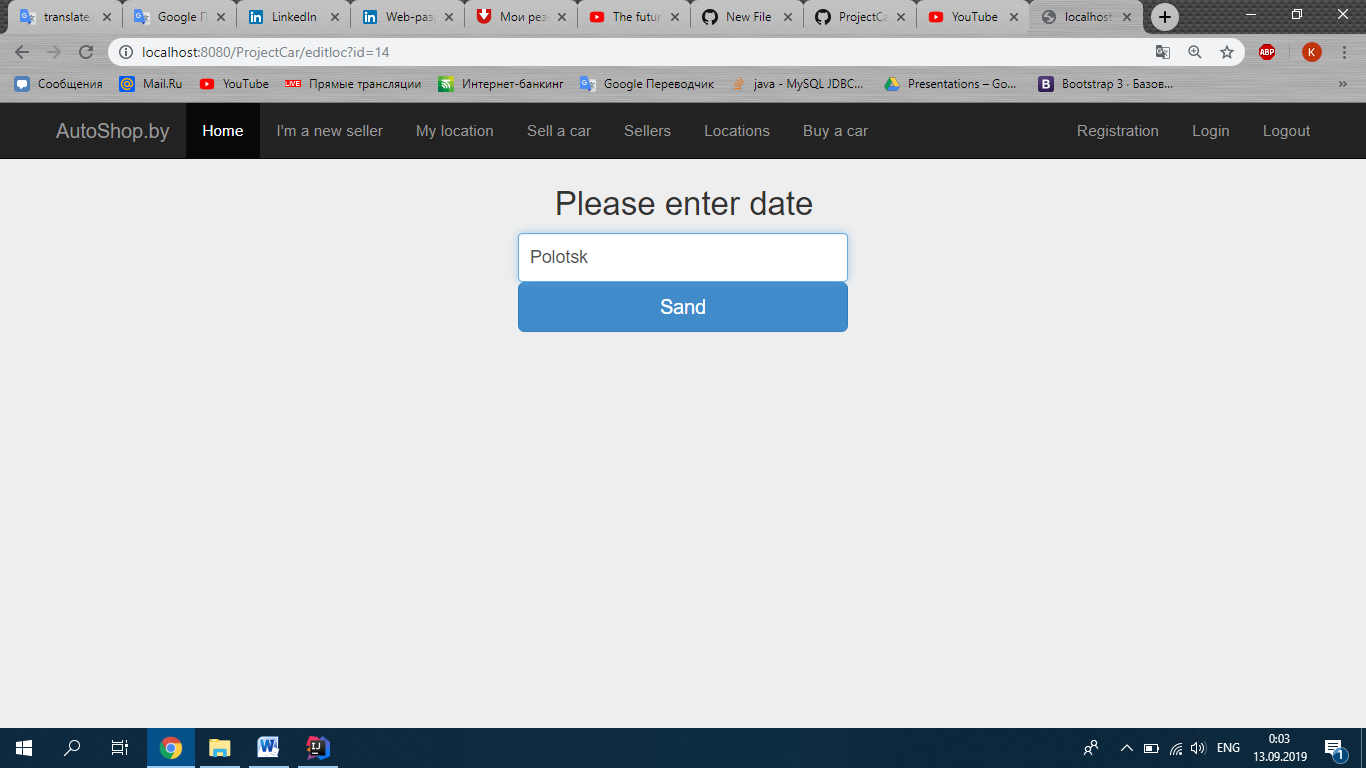 translate.
Google П
LinkedIn
Web-раз
Мои рез
The futur
New File
ProjectCa
YouTube
localhost
localhost:8080/ProjectCar/editloc?id=14
ABP
K
Сообщения
Mail.Ru
YouTube
LIVE Прямые трансляции
Интернет-банкинг
Google Переводчик
java - MySQL JDBC...
Presentations – Go...
B Bootstrap 3 · Базов...
AutoShop.by
Home
I'm a new seller
My location
Sell a car
Sellers
Locations
Buy a car
Registration
Login
Logout
Please enter date
Polotsk
Sand
ENG
0:03
13.09.2019
1